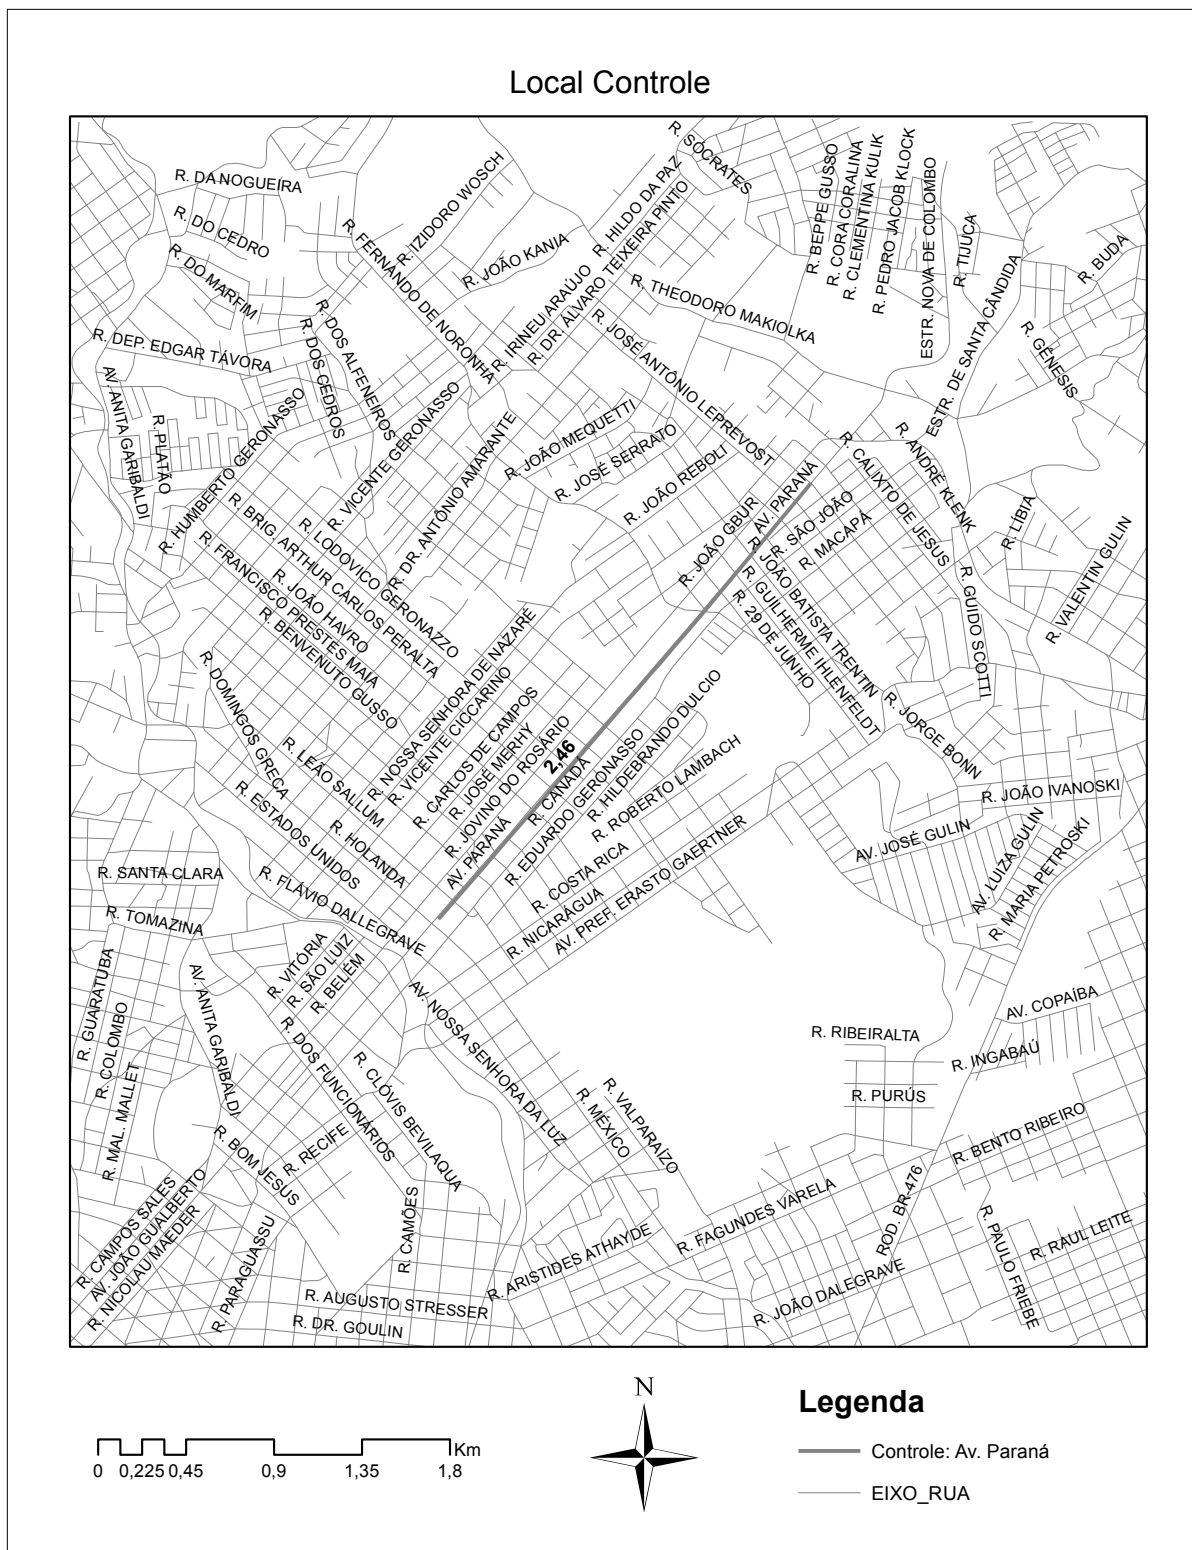 Local Controle
R. SÓCRATES
R. DA NOGUEIRA
R. IZIDORO WOSCH
R. HILDO DA PAZ
R. BEPPE GUSSO
R. CORA CORALINA
R. CLEMENTINA KULIK
R. PEDRO JACOB KLOCK
ESTR. NOVA DE COLOMBO
R. TIJUCA
R. DO CEDRO
R. FERNANDO DE NORONHA
R. JOÃO KANIA
R. DR. ÁLVARO TEIXEIRA PINTO
R. BUDA
R. DO MARFIM
R. IRINEU ARAÚJO
R. THEODORO MAKIOLKA
ESTR. DE SANTA CÂNDIDA
R. GÊNESIS
R. DEP. EDGAR TÁVORA
R. DOS CEDROS
R. DOS ALFENEIROS
R. JOSÉ ANTÔNIO LEPREVOST
AV. ANITA GARIBALDI
R. PLATÃO
R. HUMBERTO GERONASSO
R. VICENTE GERONASSO
R. DR. ANTÔNIO AMARANTE
R. JOÃO MEQUETTI
R. JOSÉ SERRATO
R. JOÃO REBOLI
R. JOÃO GBUR
AV. PARANÁ
R. CALIXTO DE JESUS
R. ANDRÉ KLENK
R. SÃO JOÃO
R. MACAPÁ
R. LÍBIA
R. VALENTIN GULIN
R. GUIDO SCOTTI
R. BRIG. ARTHUR CARLOS PERALTA
R. LODOVICO GERONAZZO
R. FRANCISCO PRESTES MAIA
R. JOÃO HAVRO
R. BENVENUTO GUSSO
R. JOÃO BATISTA TRENTIN
R. GUILHERME IHLENFELDT
R. 29 DE JUNHO
R. DOMINGOS GRECA
R. NOSSA SENHORA DE NAZARÉ
R. VICENTE CICCARINO
R. CARLOS DE CAMPOS
R. JOSÉ MERHY
R. JOVINO DO ROSÁRIO
AV. PARANÁ
2,46
R. CANADÁ
R. EDUARDO GERONASSO
R. HILDEBRANDO DULCIO
R. ROBERTO LAMBACH
R. JORGE BONN
R. LEÃO SALLUM
R. ESTADOS UNIDOS
R. HOLANDA
R. JOÃO IVANOSKI
AV. JOSÉ GULIN
AV. LUIZA GULIN
R. MARIA PETROSKI
R. COSTA RICA
R. NICARÁGUA
AV. PREF. ERASTO GAERTNER
R. SANTA CLARA
R. FLÁVIO DALLEGRAVE
R. TOMAZINA
R. VITÓRIA
R. SÃO LUIZ
R. BELÉM
R. GUARATUBA
R. COLOMBO
R. MAL. MALLET
AV. ANITA GARIBALDI
AV. NOSSA SENHORA DA LUZ
R. DOS FUNCIONÁRIOS
R. CLÓVIS BEVILAQUA
AV. COPAÍBA
R. RIBEIRALTA
R. INGABAÚ
R. PURÚS
R. MÉXICO
R. VALPARAÍZO
R. BENTO RIBEIRO
R. BOM JESUS
R. RECIFE
R. CAMPOS SALES
AV. JOÃO GUALBERTO
R. NICOLAU MAEDER
R. PARAGUASSU
R. CAMÕES
R. ARISTIDES ATHAYDE
R. FAGUNDES VARELA
ROD. BR-476
R. PAULO FRIEBE
R. RAUL LEITE
R. AUGUSTO STRESSER
R. JOÃO DALEGRAVE
R. DR. GOULIN
N
Legenda
Km
0 0,225 0,45 0,9 1,35 1,8
Controle: Av. Paraná
EIXO_RUA